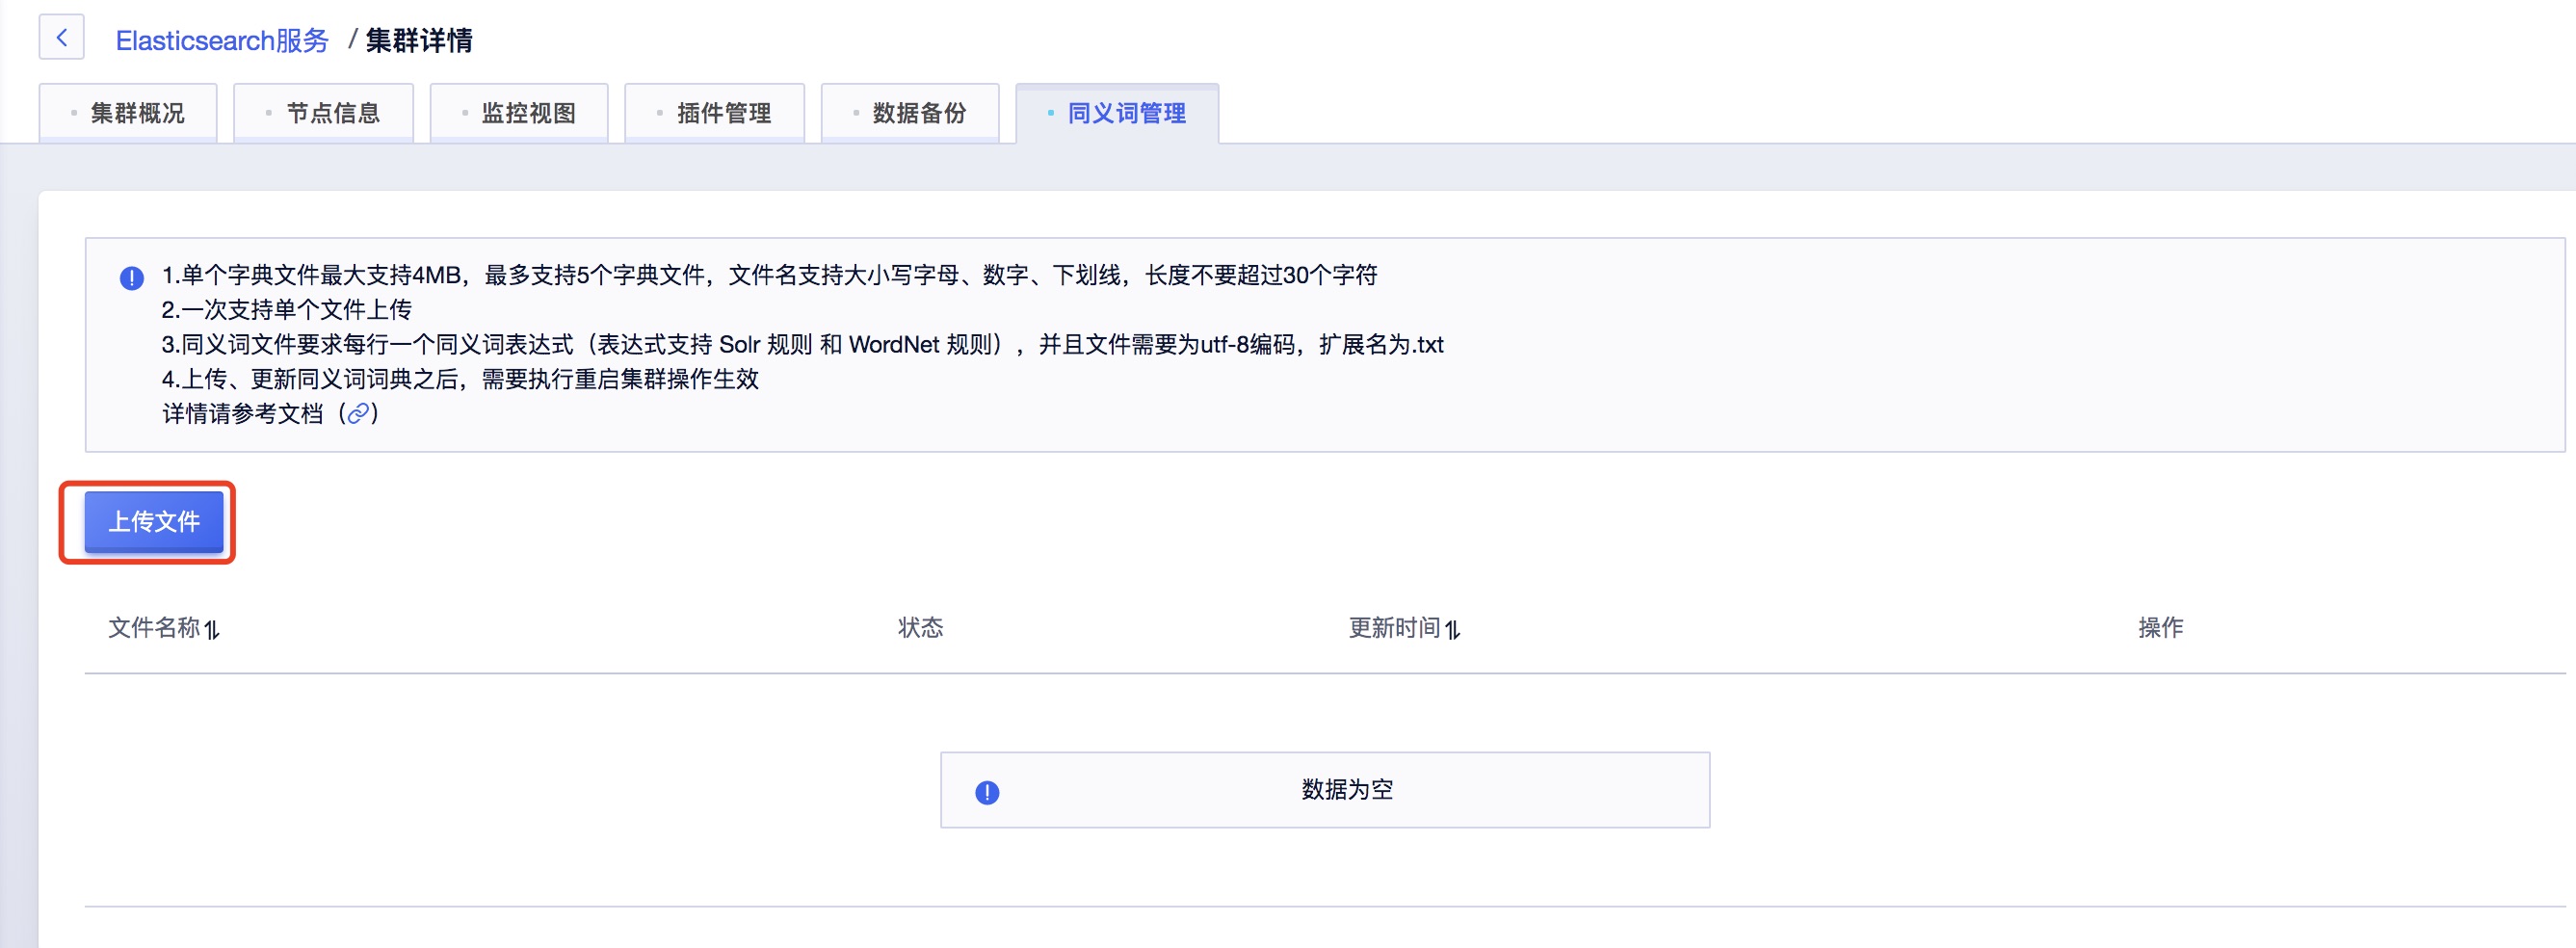 Elasticsearch服务 / 集群详情
集群概况 节点信息 监控视图 插件管理 数据备份 同义词管理
1.单个字典文件最大支持4MB，最多支持5个字典文件，文件名支持大小写字母、数字、下划线，长度不要超过30个字符
2.一次支持单个文件上传
3.同义词文件要求每行一个同义词表达式（表达式支持 Solr 规则 和 WordNet 规则），并且文件需要为utf-8编码，扩展名为.txt
4.上传、更新同义词词典之后，需要执行重启集群操作生效
详情请参考文档（）
上传文件
文件名称 状态 更新时间 操作
数据为空